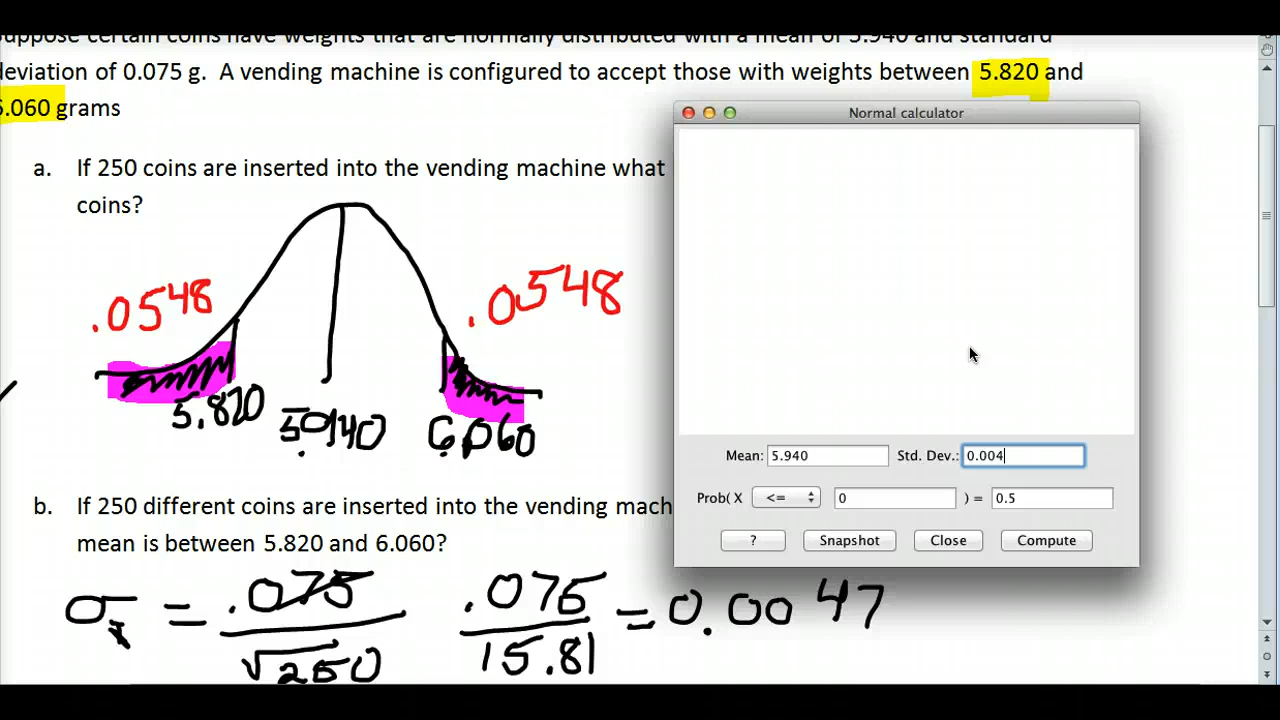 suppose certain coins have weights that are normally distributed with a mean of 5.940 and standard
deviation of 0.075 g. A vending machine is configured to accept those with weights between 5.820 and
6.060 grams
a. If 250 coins are inserted into the vending machine what
coins?
.0548
.0548
5.820
5.940
6.060
b. If 250 different coins are inserted into the vending mach
mean is between 5.820 and 6.060?
σx̄ = .075 / √250 .075 / 15.81 = 0.0047
Normal calculator
Mean: 5.940 Std. Dev.: 0.004
Prob( X <= 0 ) = 0.5
? Snapshot Close Compute